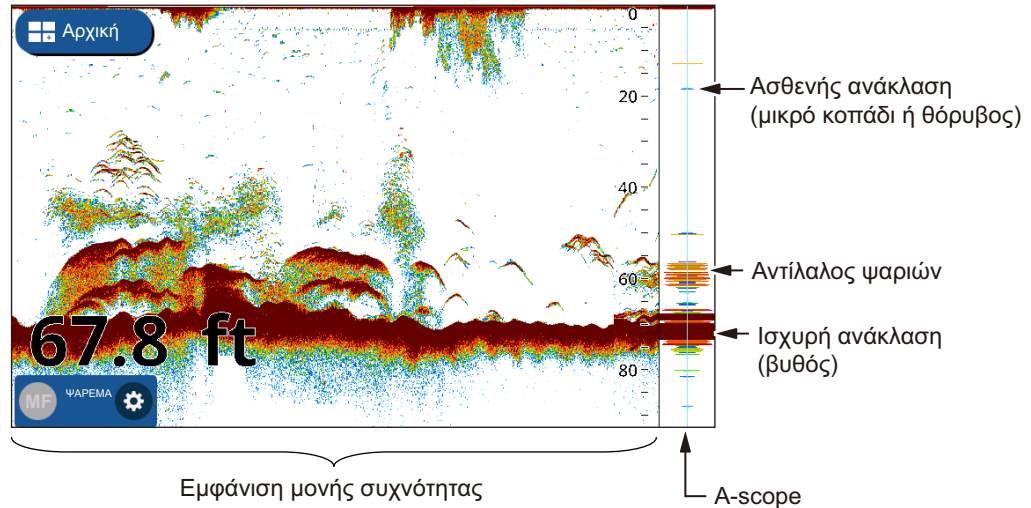 Αρχική
0
20
40
60
80
Ασθενής ανάκλαση
(μικρό κοπάδι ή θόρυβος)
Αντίλαλος ψαριών
Ισχυρή ανάκλαση
(βυθός)
67.8 ft
MF ΨΑΡΕΜΑ
Εμφάνιση μονής συχνότητας
A-scope